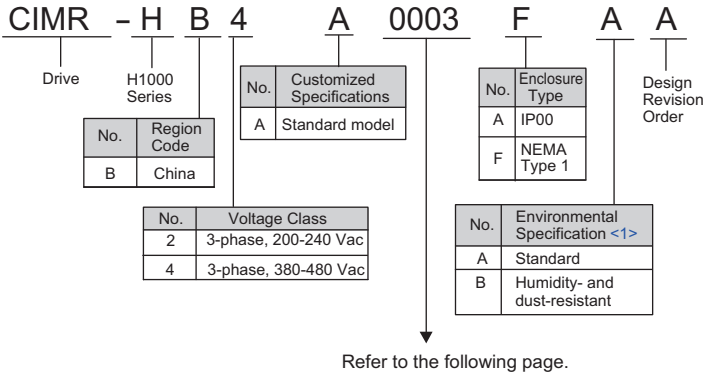 CIMR - H B 4 A 0003 F A A
Drive
H1000
Series
No. Region
Code
B China
No. Customized
Specifications
A Standard model
No. Enclosure
Type
A IP00
F NEMA
Type 1
Design
Revision
Order
No. Voltage Class
2 3-phase, 200-240 Vac
4 3-phase, 380-480 Vac
No. Environmental
Specification <1>
A Standard
B Humidity- and
dust-resistant
Refer to the following page.